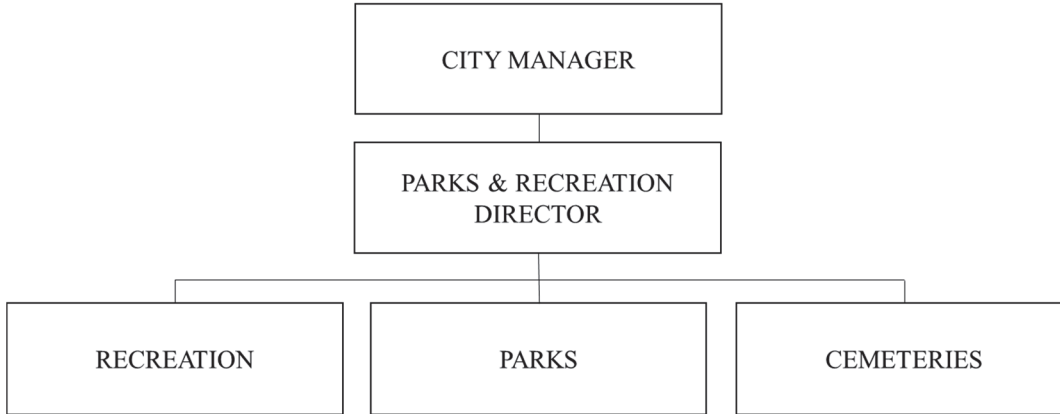 CITY MANAGER
PARKS & RECREATION
DIRECTOR
RECREATION
PARKS
CEMETERIES